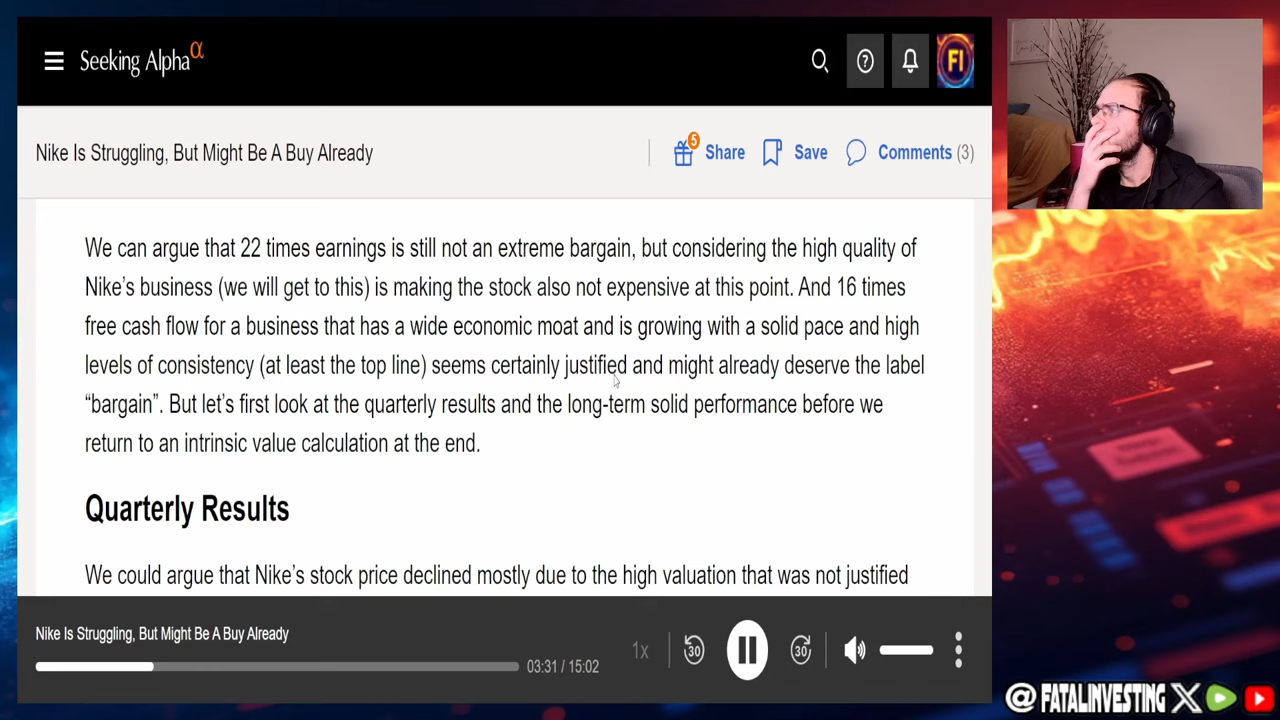 Seeking Alpha α
FI
Nike Is Struggling, But Might Be A Buy Already
5
Share
Save
Comments (3)
We can argue that 22 times earnings is still not an extreme bargain, but considering the high quality of
Nike's business (we will get to this) is making the stock also not expensive at this point. And 16 times
free cash flow for a business that has a wide economic moat and is growing with a solid pace and high
levels of consistency (at least the top line) seems certainly justified and might already deserve the label
“bargain”. But let's first look at the quarterly results and the long-term solid performance before we
return to an intrinsic value calculation at the end.
Quarterly Results
We could argue that Nike's stock price declined mostly due to the high valuation that was not justified
Nike Is Struggling, But Might Be A Buy Already
03:31 / 15:02
1x
30
30
@FATALINVESTING X